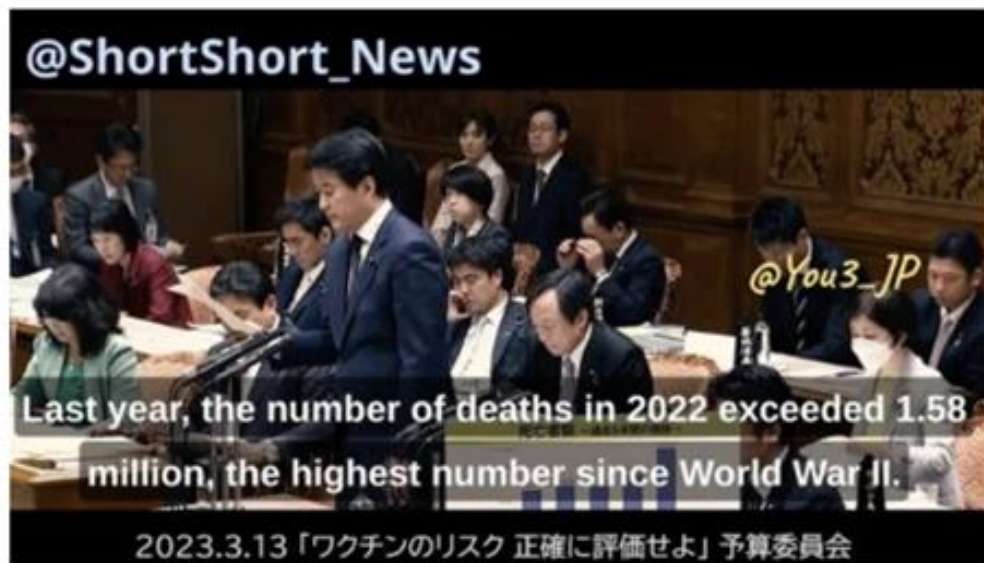 @ShortShort_News
@You3_JP
Last year, the number of deaths in 2022 exceeded 1.58
million, the highest number since World War II.
2023.3.13「ワクチンのリスク 正確に評価せよ」予算委員会